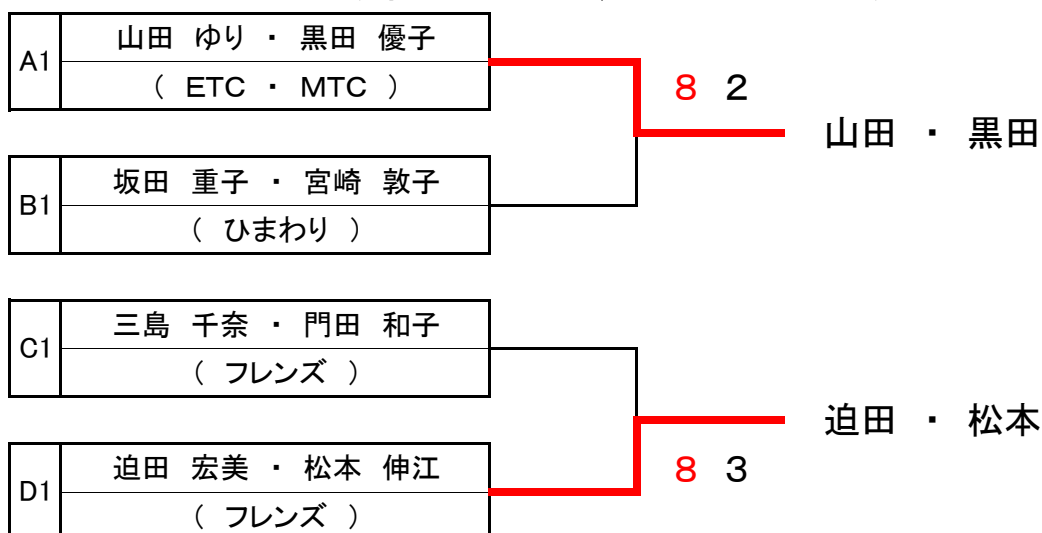 A1
山田 ゆり ・ 黒田 優子
( ETC ・ MTC )
8 2
山田 ・ 黒田
B1
坂田 重子 ・ 宮崎 敦子
( ひまわり )
C1
三島 千奈 ・ 門田 和子
( フレンズ )
迫田 ・ 松本
D1
迫田 宏美 ・ 松本 伸江
8 3
( フレンズ )